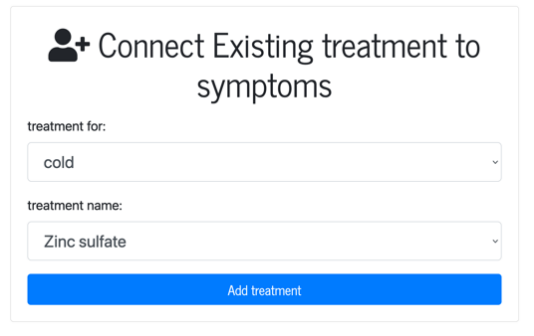 Connect Existing treatment to
symptoms
treatment for:
cold
treatment name:
Zinc sulfate
Add treatment